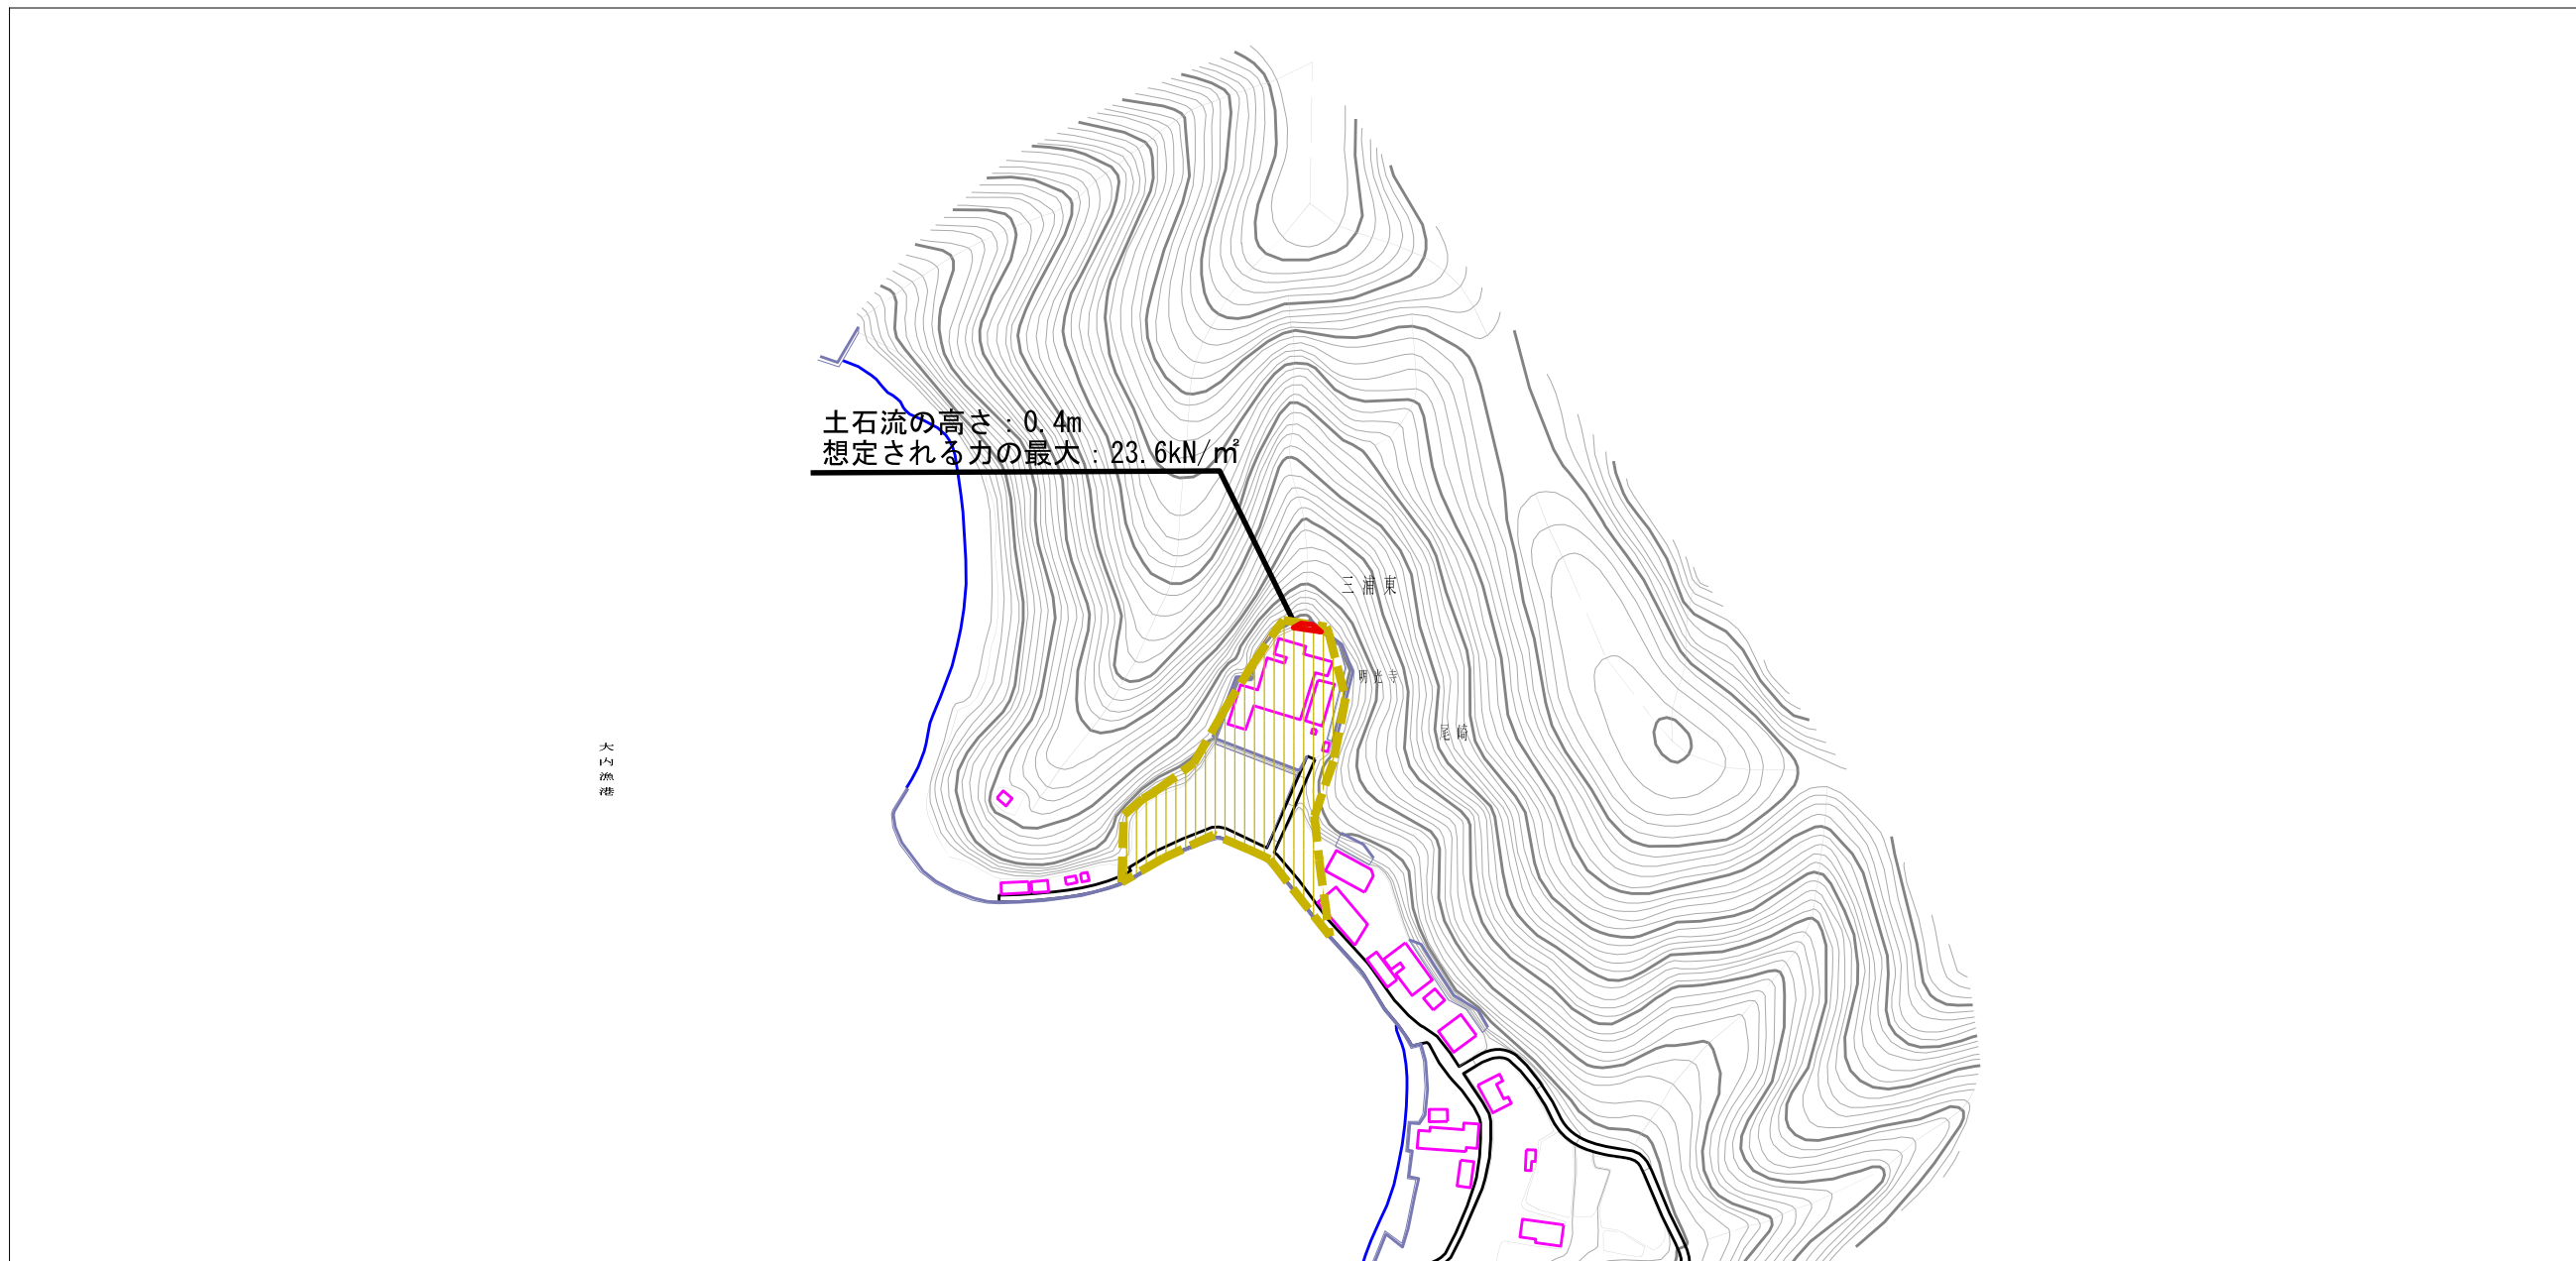 土石流の高さ：0.4m
想定される力の最大：23.6kN/㎡
三浦東
明光寺
尾崎
大内漁港